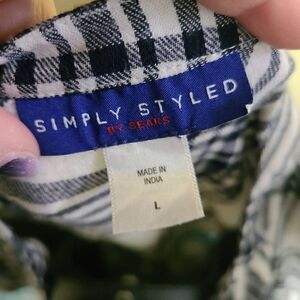 SIMPLY STYLED
BY SEARS
MADE IN
INDIA
L